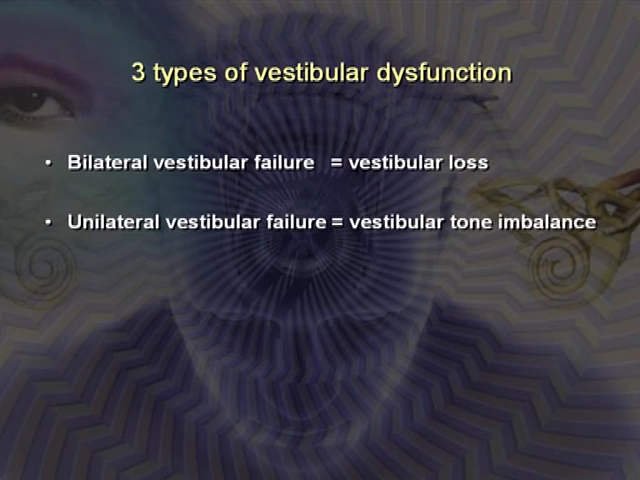 3 types of vestibular dysfunction
• Bilateral vestibular failure = vestibular loss
• Unilateral vestibular failure = vestibular tone imbalance